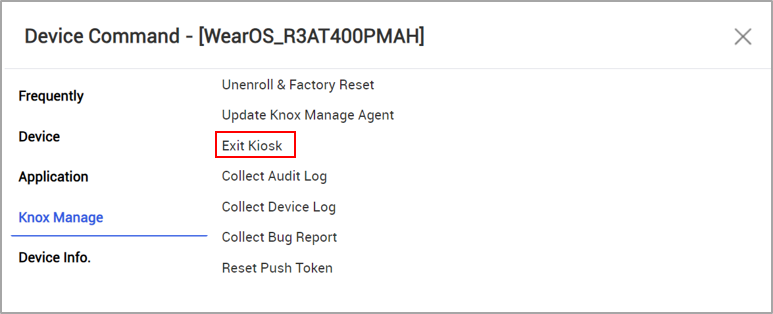 Device Command - [WearOS_R3AT400PMAH]
Frequently
Device
Application
Knox Manage
Device Info.
Unenroll & Factory Reset
Update Knox Manage Agent
Exit Kiosk
Collect Audit Log
Collect Device Log
Collect Bug Report
Reset Push Token